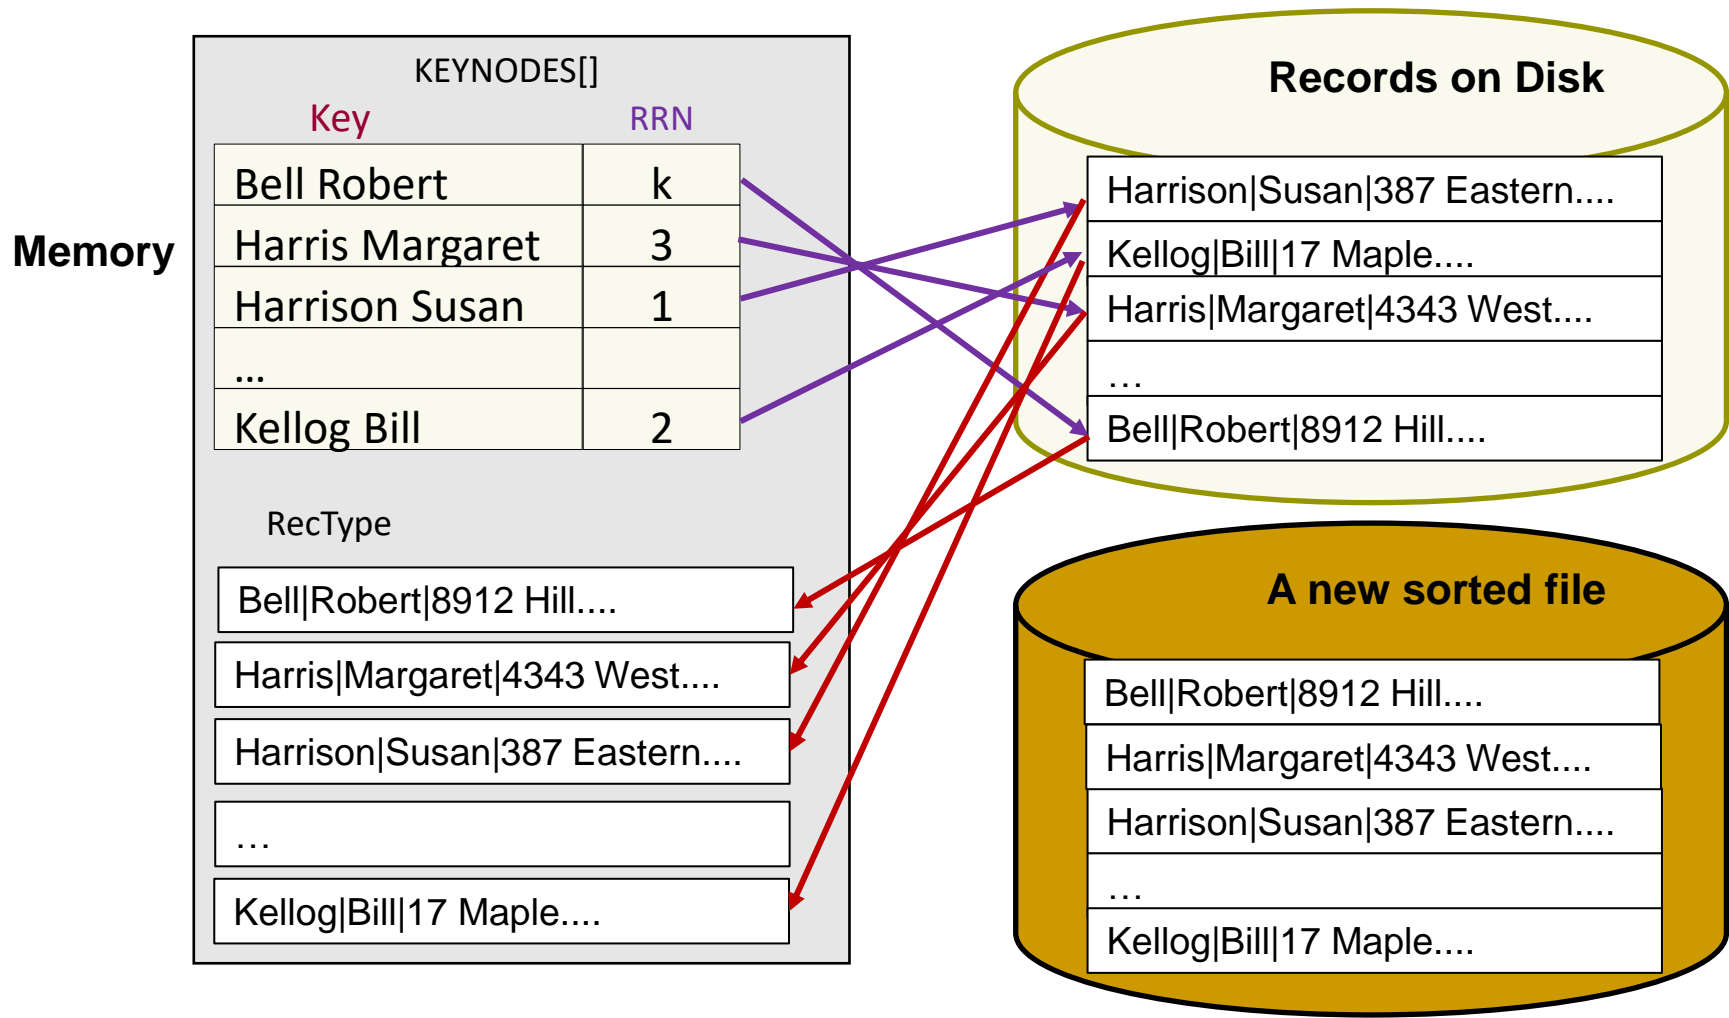 Memory
KEYNODES[]
Key RRN
Bell Robert k
Harris Margaret 3
Harrison Susan 1
...
Kellog Bill 2
RecType
Bell|Robert|8912 Hill....
Harris|Margaret|4343 West....
Harrison|Susan|387 Eastern....
...
Kellog|Bill|17 Maple....
Records on Disk
Harrison|Susan|387 Eastern....
Kellog|Bill|17 Maple....
Harris|Margaret|4343 West....
...
Bell|Robert|8912 Hill....
A new sorted file
Bell|Robert|8912 Hill....
Harris|Margaret|4343 West....
Harrison|Susan|387 Eastern....
...
Kellog|Bill|17 Maple....